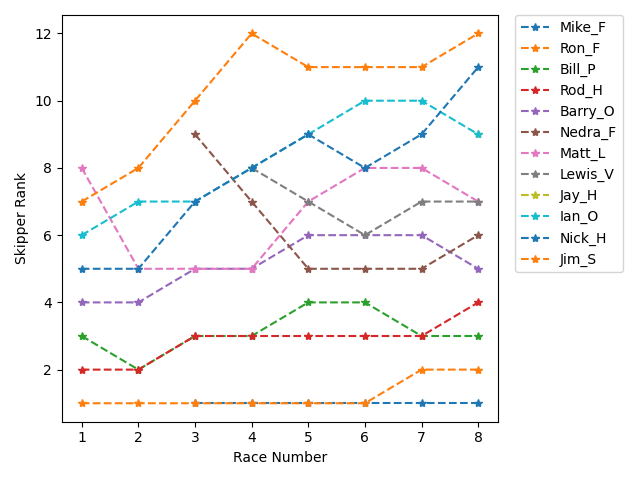 12
10
8
6
4
2
Skipper Rank
1 2 3 4 5 6 7 8
Race Number
Mike_F
Ron_F
Bill_P
Rod_H
Barry_O
Nedra_F
Matt_L
Lewis_V
Jay_H
Ian_O
Nick_H
Jim_S